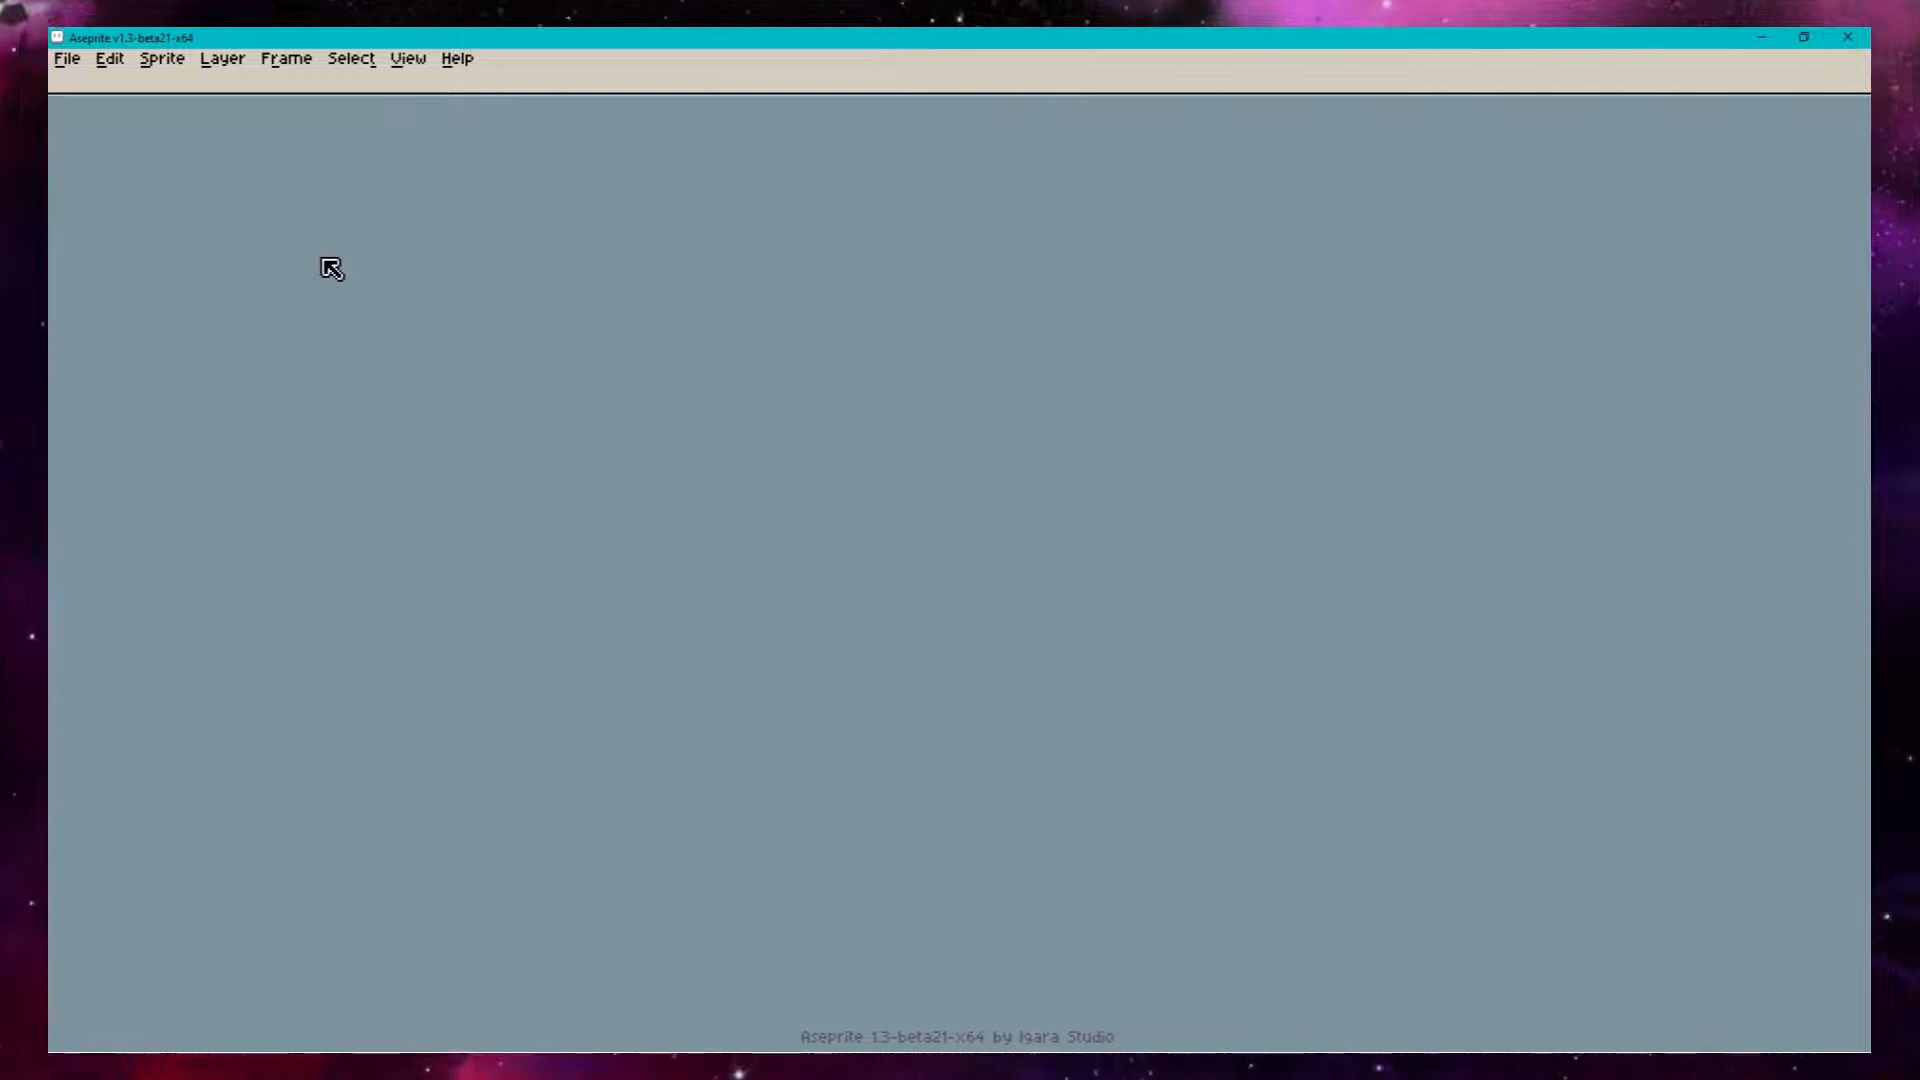 Aseprite v1.3-beta21-x64
File Edit Sprite Layer Frame Select View Help
Aseprite 1.3-beta21-x64 by Igara Studio